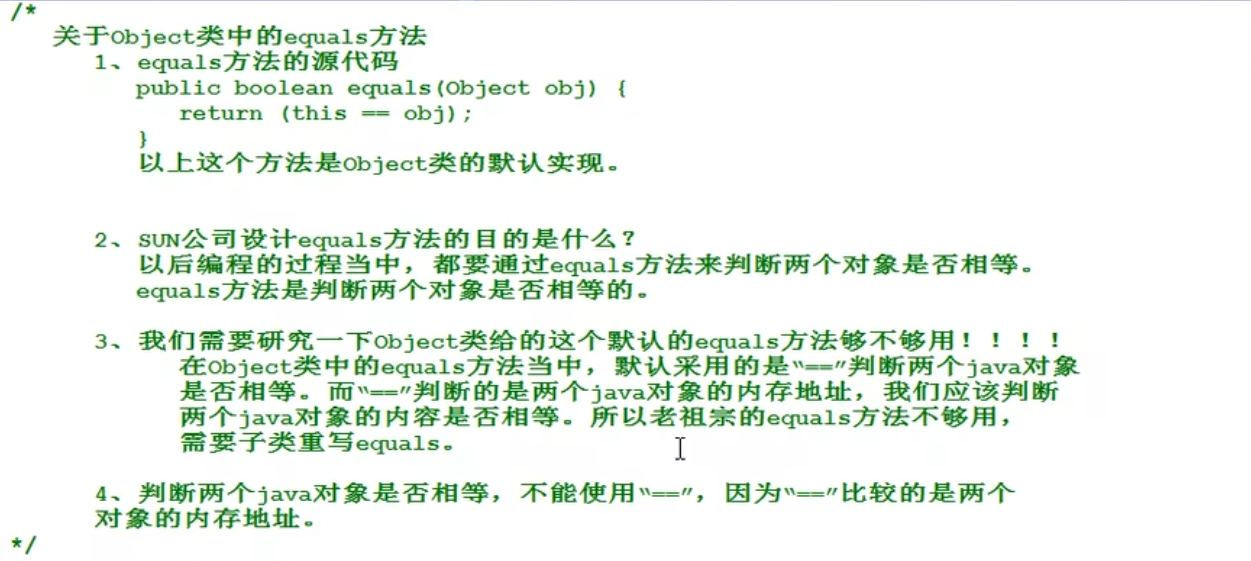 /*
关于Object类中的equals方法
1、equals方法的源代码
public boolean equals(Object obj) {
return (this == obj);
}
以上这个方法是Object类的默认实现。
2、SUN公司设计equals方法的目的是什么?
以后编程的过程当中，都要通过equals方法来判断两个对象是否相等。
equals方法是判断两个对象是否相等的。
3、我们需要研究一下Object类给的这个默认的equals方法够不够用！！！！
在Object类中的equals方法当中，默认采用的是“==”判断两个java对象
是否相等。而“==”判断的是两个java对象的内存地址，我们应该判断
两个java对象的内容是否相等。所以老祖宗的equals方法不够用，
需要子类重写equals。
4、判断两个java对象是否相等，不能使用“==”，因为“==”比较的是两个
对象的内存地址。
*/